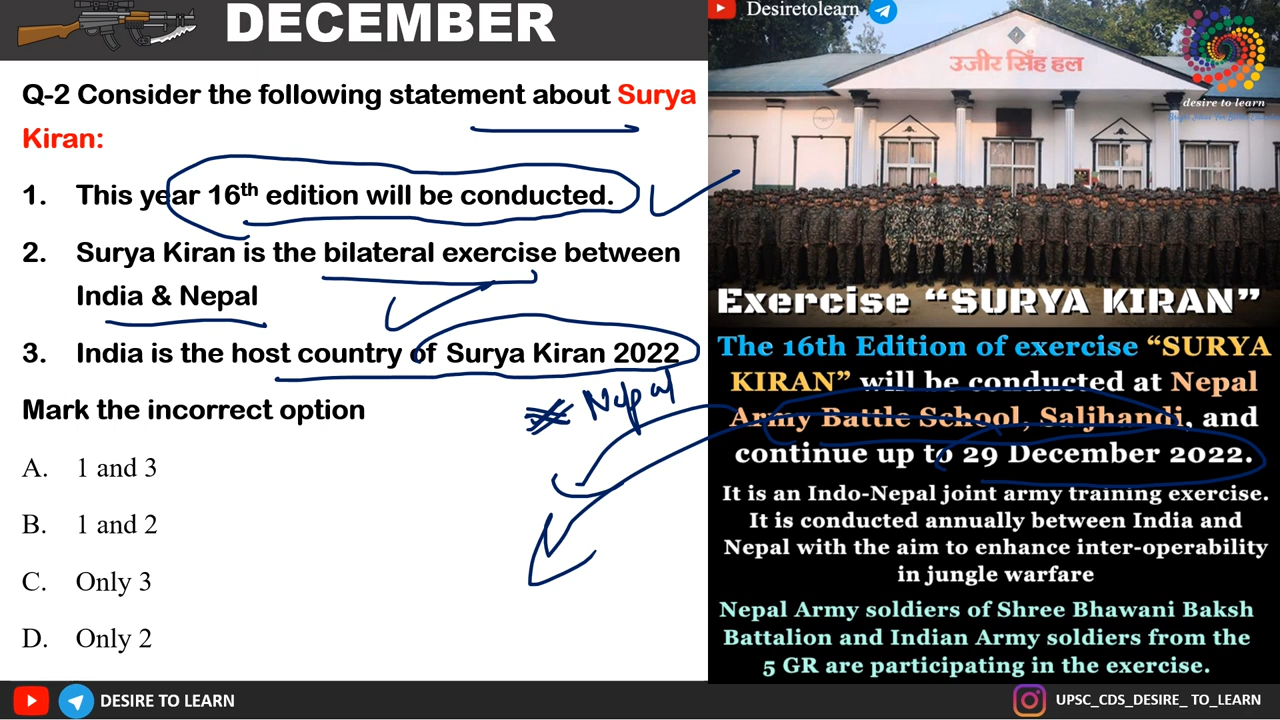 DECEMBER
Q-2 Consider the following statement about Surya
Kiran:
1. This year 16th edition will be conducted.
2. Surya Kiran is the bilateral exercise between
India & Nepal
3. India is the host country of Surya Kiran 2022
Nepal
Mark the incorrect option
A. 1 and 3
B. 1 and 2
C. Only 3
D. Only 2
Desiretolearn
desire to learn
उजीर सिंह हल
Exercise “SURYA KIRAN”
The 16th Edition of exercise “SURYA
KIRAN” will be conducted at Nepal
Army Battle School, Saljhandi, and
continue up to 29 December 2022.
It is an Indo-Nepal joint army training exercise.
It is conducted annually between India and
Nepal with the aim to enhance inter-operability
in jungle warfare
Nepal Army soldiers of Shree Bhawani Baksh
Battalion and Indian Army soldiers from the
5 GR are participating in the exercise.
DESIRE TO LEARN
UPSC_CDS_DESIRE_ TO_LEARN